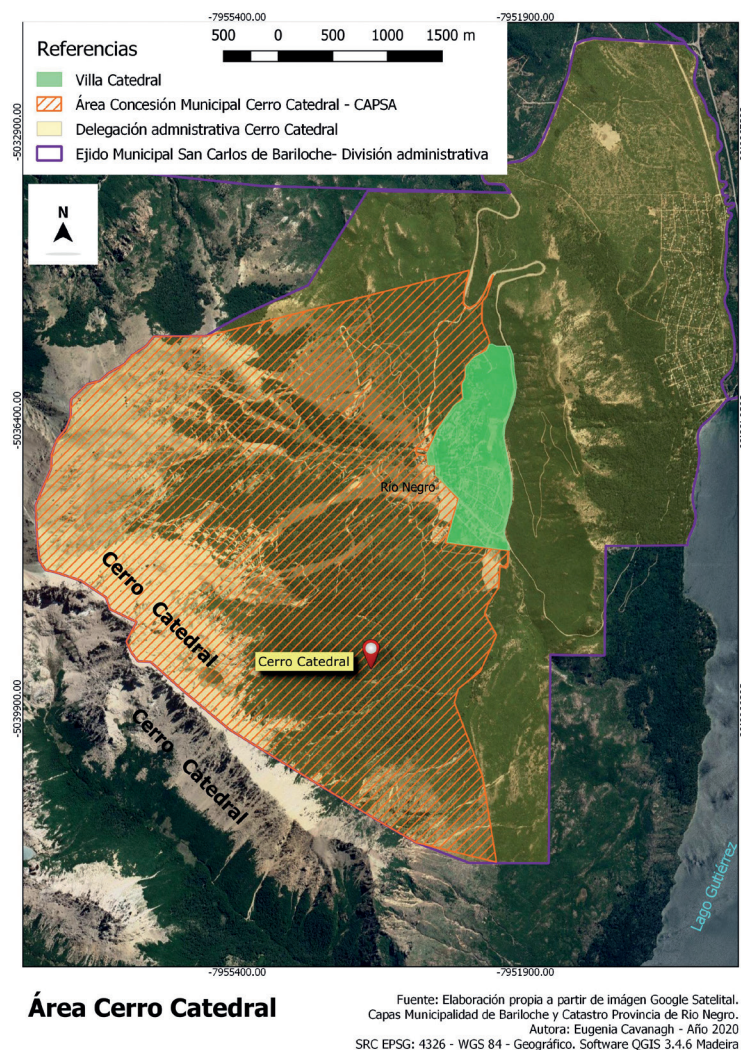 -7955400.00
-7951900.00
Referencias
500 0 500 1000 1500 m
Villa Catedral
Área Concesión Municipal Cerro Catedral - CAPSA
Delegación admnistrativa Cerro Catedral
Ejido Municipal San Carlos de Bariloche- División administrativa
-5032900.00
N
-5036400.00
Río Negro
Cerro Catedral
Cerro Catedral
-5039900.00
Cerro Catedral
Lago Gutiérrez
-7955400.00
-7951900.00
Área Cerro Catedral
Fuente: Elaboración propia a partir de imágen Google Satelital.
Capas Municipalidad de Bariloche y Catastro Provincia de Rio Negro.
Autora: Eugenia Cavanagh - Año 2020
SRC EPSG: 4326 - WGS 84 - Geográfico. Software QGIS 3.4.6 Madeira